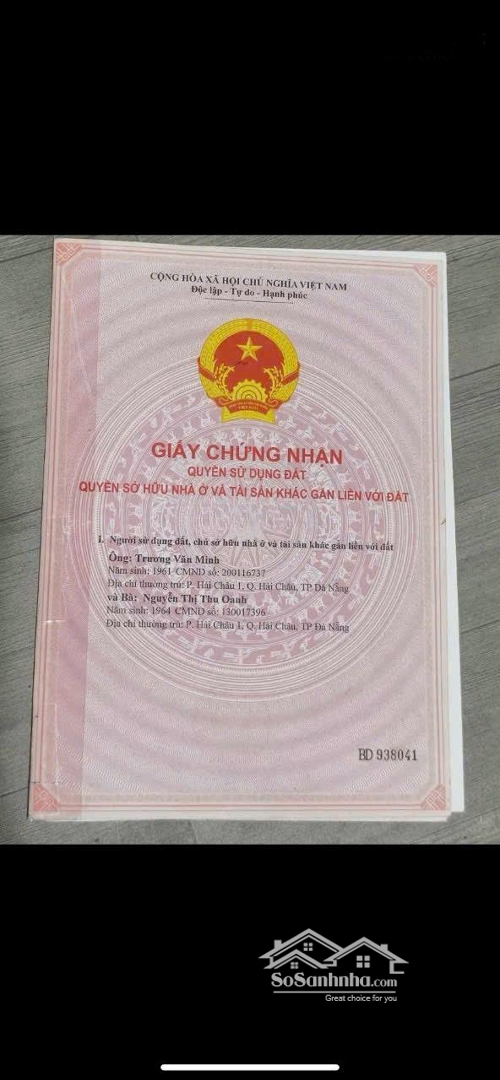 CỘNG HÒA XÃ HỘI CHỦ NGHĨA VIỆT NAM
Độc lập - Tự do - Hạnh phúc
GIẤY CHỨNG NHẬN
QUYỀN SỬ DỤNG ĐẤT
QUYỀN SỞ HỮU NHÀ Ở VÀ TÀI SẢN KHÁC GẮN LIỀN VỚI ĐẤT
I. Người sử dụng đất, chủ sở hữu nhà ở và tài sản khác gắn liền với đất
Ông: Trương Văn Minh
Năm sinh: 1961 CMND số: 200116737
Địa chỉ thường trú: P. Hải Châu 1, Q. Hải Châu, TP Đà Nẵng
và Bà: Nguyễn Thị Thu Oanh
Năm sinh: 1964 CMND số: 130017396
Địa chỉ thường trú: P. Hải Châu 1, Q. Hải Châu, TP Đà Nẵng
BD 938041
SoSanhnha.com
Great choice for you